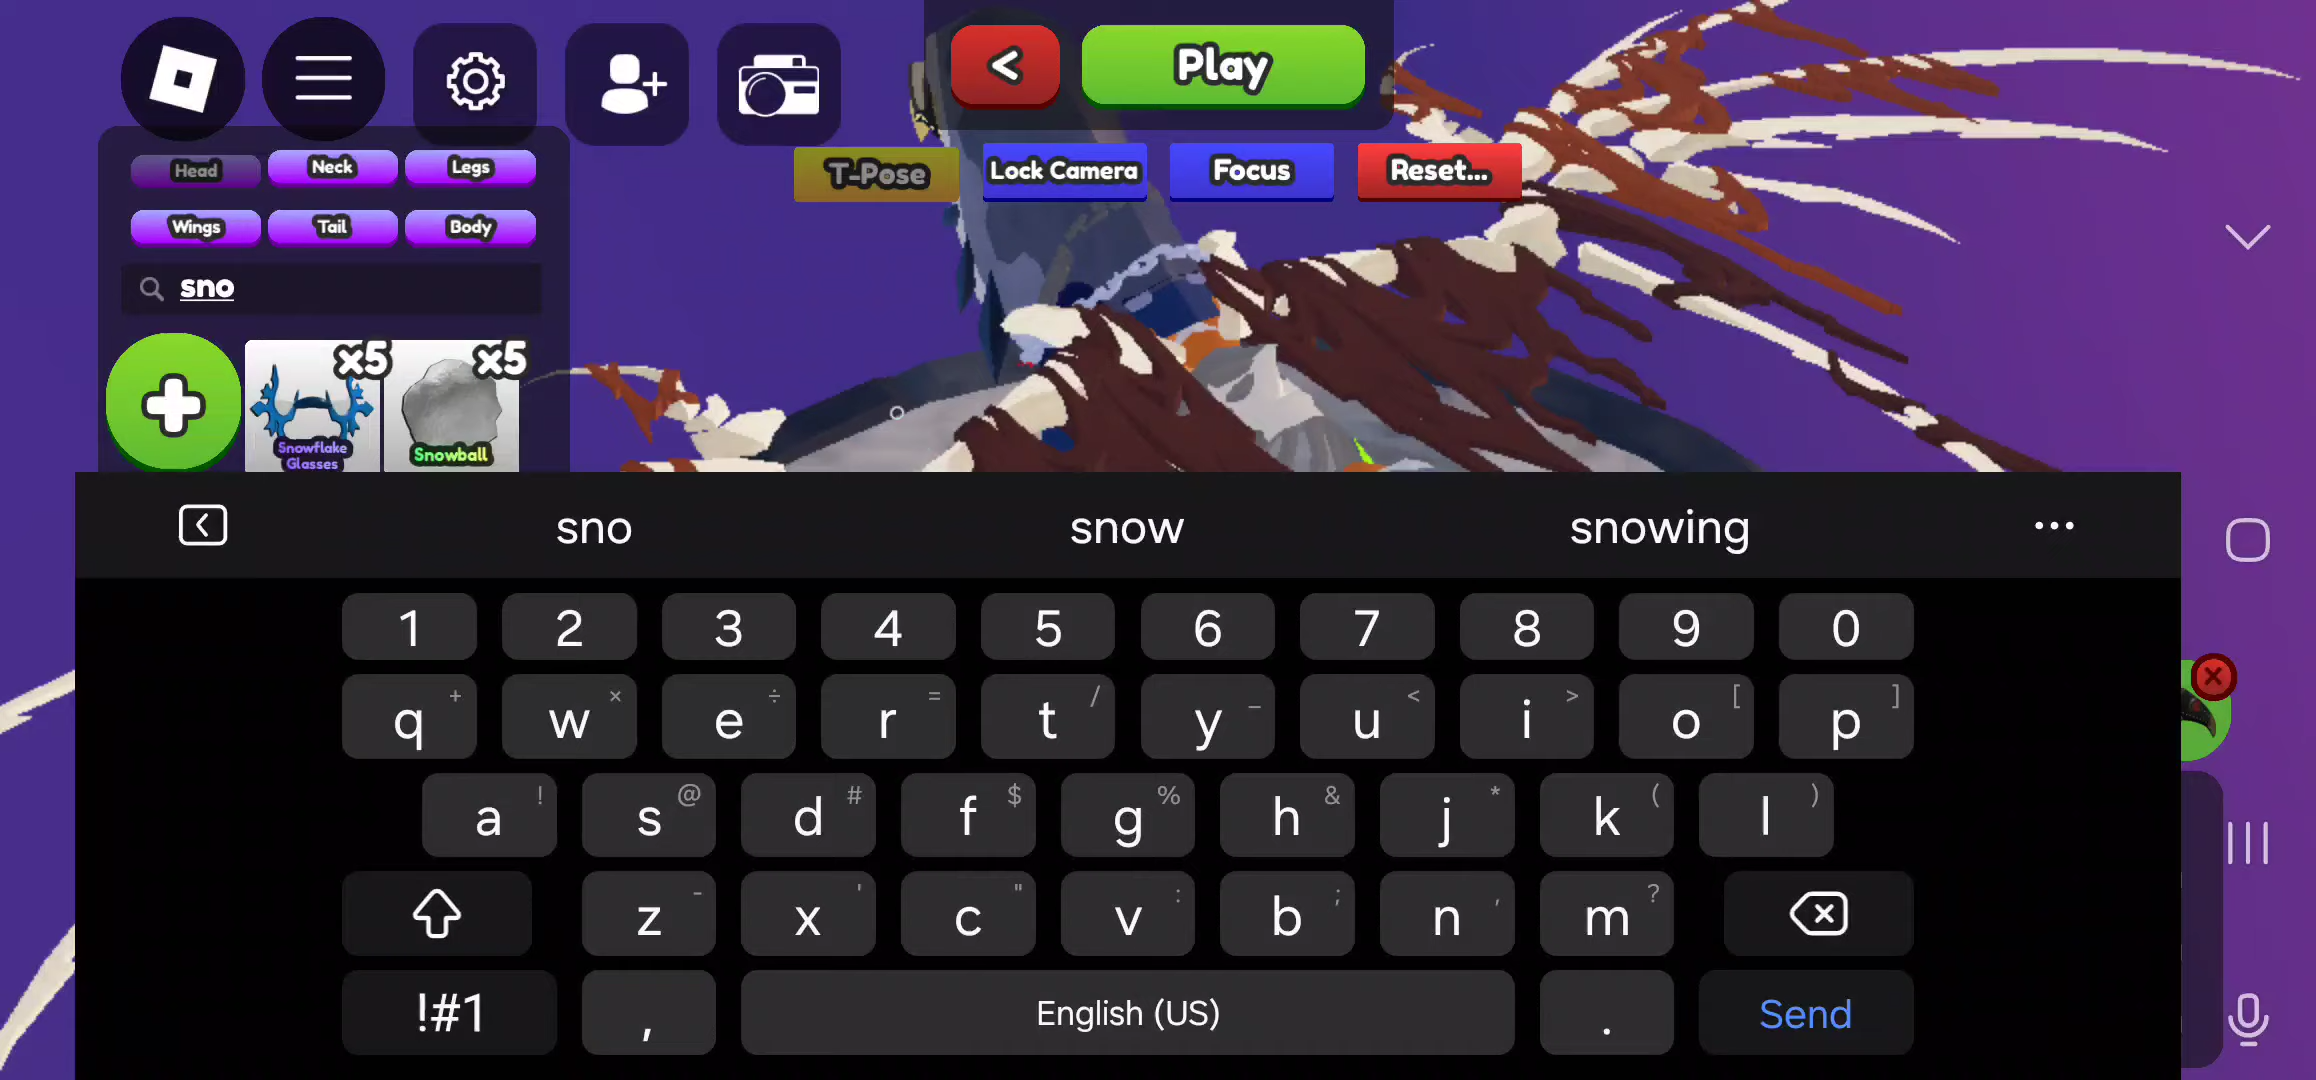 < Play
T-Pose Lock Camera Focus Reset...
Head Neck Legs
Wings Tail Body
sno
x5 x5
Snowflake Glasses
Snowball
sno snow snowing ...
1 2 3 4 5 6 7 8 9 0
q + w × e ÷ r = t / y _ u < i > o [ p ]
a ! s @ d # f $ g % h & j * k ( l )
z - x ' c " v : b ; n , m ?
!#1 , English (US) . Send